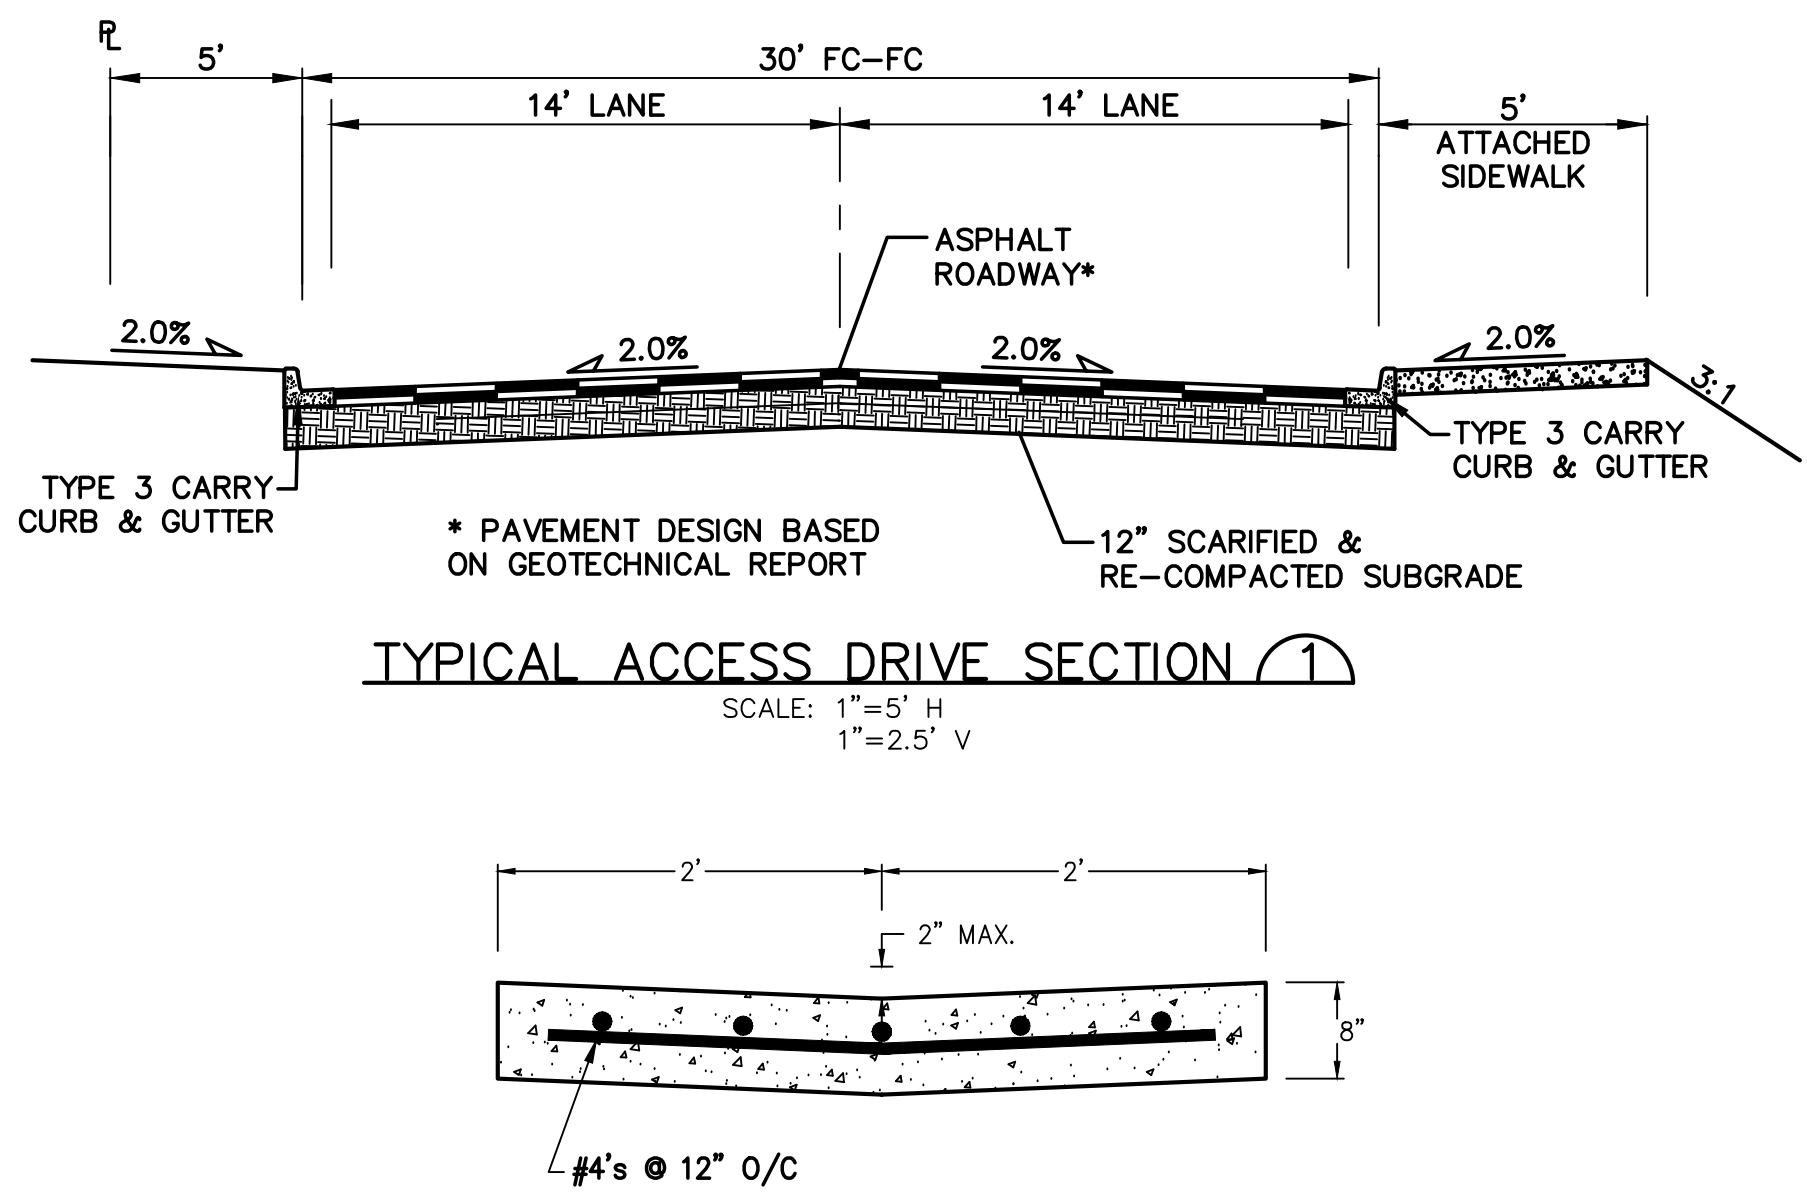 PL
5'
30' FC-FC
14' LANE
14' LANE
5'
ATTACHED
SIDEWALK
ASPHALT
ROADWAY*
2.0%
2.0%
2.0%
2.0%
3:1
TYPE 3 CARRY
CURB & GUTTER
TYPE 3 CARRY
CURB & GUTTER
* PAVEMENT DESIGN BASED
ON GEOTECHNICAL REPORT
12" SCARIFIED &
RE-COMPACTED SUBGRADE
TYPICAL ACCESS DRIVE SECTION 1
SCALE: 1"=5' H
1"=2.5' V
2'
2'
2" MAX.
8"
#4's @ 12" O/C